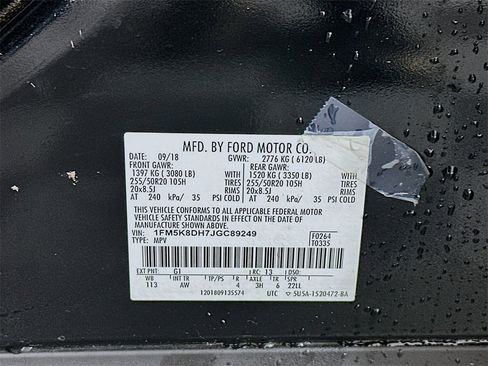 MFD. BY FORD MOTOR CO.
DATE: 09/18 GVWR: 2776 KG ( 6120 LB)
FRONT GAWR: REAR GAWR:
1397 KG ( 3080 LB) WITH 1520 KG ( 3350 LB) WITH
255/50R20 105H TIRES 255/50R20 105H TIRES
20x8.5J RIMS 20x8.5J RIMS
AT 240 kPa/ 35 PSI COLD AT 240 kPa/ 35 PSI COLD
THIS VEHICLE CONFORMS TO ALL APPLICABLE FEDERAL MOTOR
VEHICLE SAFETY STANDARDS IN EFFECT ON THE DATE OF MANUFACTURE
SHOWN ABOVE.
VIN: 1FM5K8DH7JGC89249 F0264
TYPE: MPV T0335
EXT PNT: G1 RC: 13 DSO:
WB INT TR TP/PS R AXLE TR SPR
113 AW 4 3H 6 22LL
1201809135574 UTC 5U5A-1520472-BA